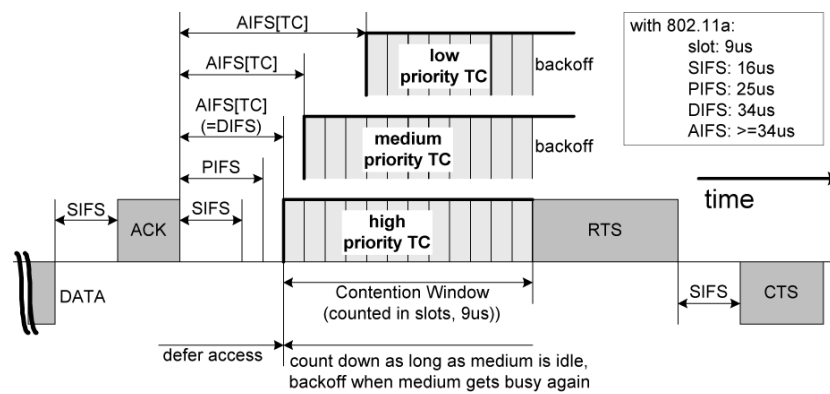 AIFS[TC]
low
priority TC
backoff
with 802.11a:
slot: 9us
SIFS: 16us
PIFS: 25us
DIFS: 34us
AIFS: >=34us
AIFS[TC]
AIFS[TC]
(=DIFS)
medium
priority TC
backoff
PIFS
time
SIFS
ACK
SIFS
high
priority TC
RTS
DATA
Contention Window
(counted in slots, 9us))
SIFS
CTS
defer access
count down as long as medium is idle,
backoff when medium gets busy again